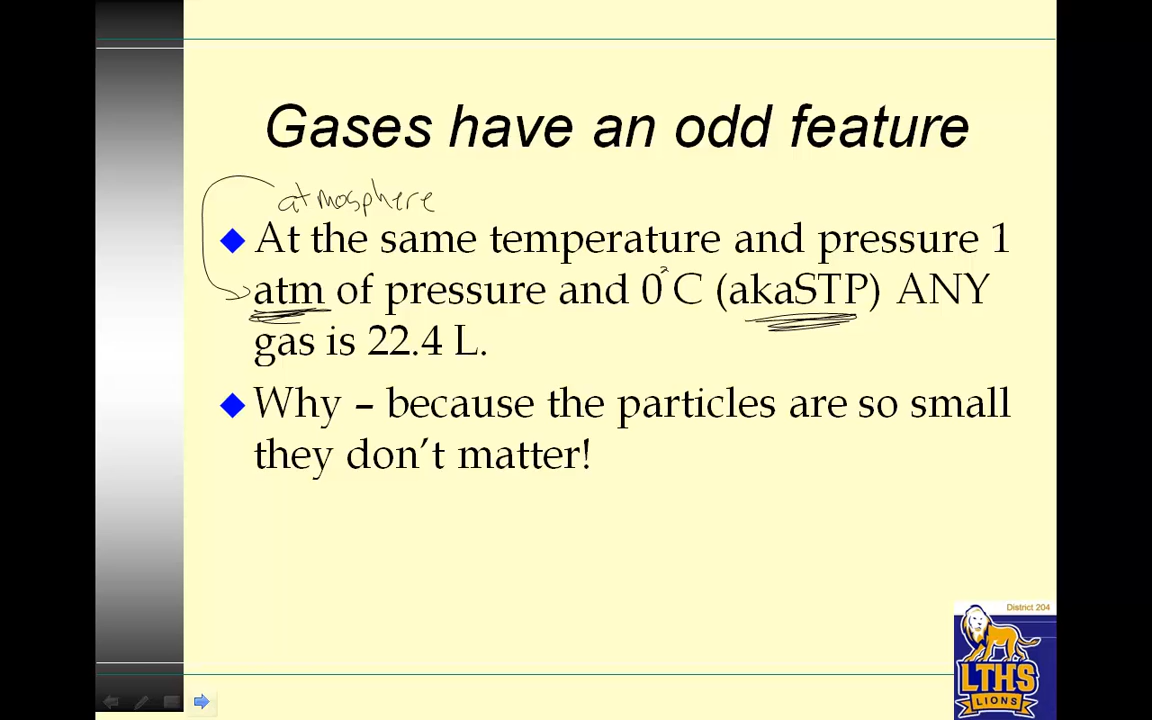 Gases have an odd feature
atmosphere
At the same temperature and pressure 1
atm of pressure and 0°C (akaSTP) ANY
gas is 22.4 L.
Why – because the particles are so small
they don't matter!
District 204
LTHS
LIONS